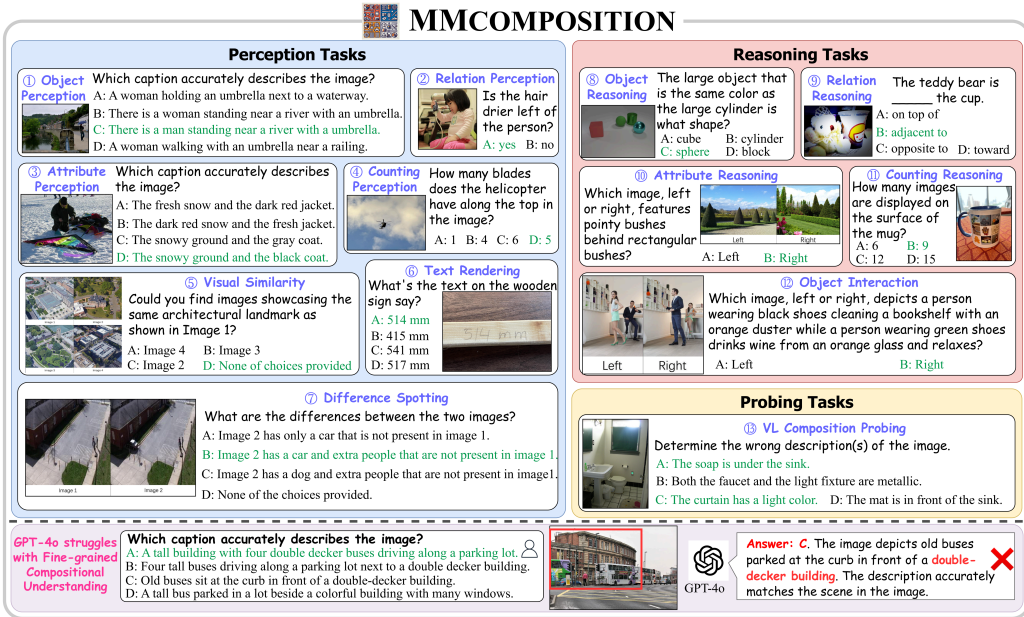 MMCOMPOSITION
Perception Tasks
① Object
Perception
Which caption accurately describes the image?
A: A woman holding an umbrella next to a waterway.
B: There is a woman standing near a river with an umbrella.
C: There is a man standing near a river with a umbrella.
D: A woman walking with an umbrella near a railing.
② Relation Perception
Is the hair
drier left of
the person?
A: yes B: no
③ Attribute
Perception
Which caption accurately describes
the image?
A: The fresh snow and the dark red jacket.
B: The dark red snow and the fresh jacket.
C: The snowy ground and the gray coat.
D: The snowy ground and the black coat.
④ Counting
Perception
How many blades
does the helicopter
have along the top in
the image?
A: 1 B: 4 C: 6 D: 5
⑤ Visual Similarity
Could you find images showcasing the
same architectural landmark as
shown in Image 1?
A: Image 4 B: Image 3
C: Image 2 D: None of choices provided
⑥ Text Rendering
What's the text on the wooden
sign say?
A: 514 mm
B: 415 mm
C: 541 mm
D: 517 mm
514 mm
⑦ Difference Spotting
What are the differences between the two images?
A: Image 2 has only a car that is not present in image 1.
B: Image 2 has a car and extra people that are not present in image 1.
C: Image 2 has a dog and extra people that are not present in image1.
D: None of the choices provided.
Image 1 Image 2
Reasoning Tasks
⑧ Object
Reasoning
The large object that
is the same color as
the large cylinder is
what shape?
A: cube B: cylinder
C: sphere D: block
⑨ Relation
Reasoning
The teddy bear is
_____ the cup.
A: on top of
B: adjacent to
C: opposite to D: toward
⑩ Attribute Reasoning
Which image, left
or right, features
pointy bushes
behind rectangular
bushes?
Left Right
A: Left B: Right
⑪ Counting Reasoning
How many images
are displayed on
the surface of
the mug?
A: 6 B: 9
C: 12 D: 15
⑫ Object Interaction
Which image, left or right, depicts a person
wearing black shoes cleaning a bookshelf with an
orange duster while a person wearing green shoes
drinks wine from an orange glass and relaxes?
A: Left B: Right
Left Right
Probing Tasks
⑬ VL Composition Probing
Determine the wrong description(s) of the image.
A: The soap is under the sink.
B: Both the faucet and the light fixture are metallic.
C: The curtain has a light color. D: The mat is in front of the sink.
GPT-4o struggles
with Fine-grained
Compositional
Understanding
Which caption accurately describes the image?
A: A tall building with four double decker buses driving along a parking lot.
B: Four tall buses driving along a parking lot next to a double decker building.
C: Old buses sit at the curb in front of a double-decker building.
D: A tall bus parked in a lot beside a colorful building with many windows.
GPT-4o
Answer: C. The image depicts old buses
parked at the curb in front of a double-
decker building. The description accurately
matches the scene in the image.